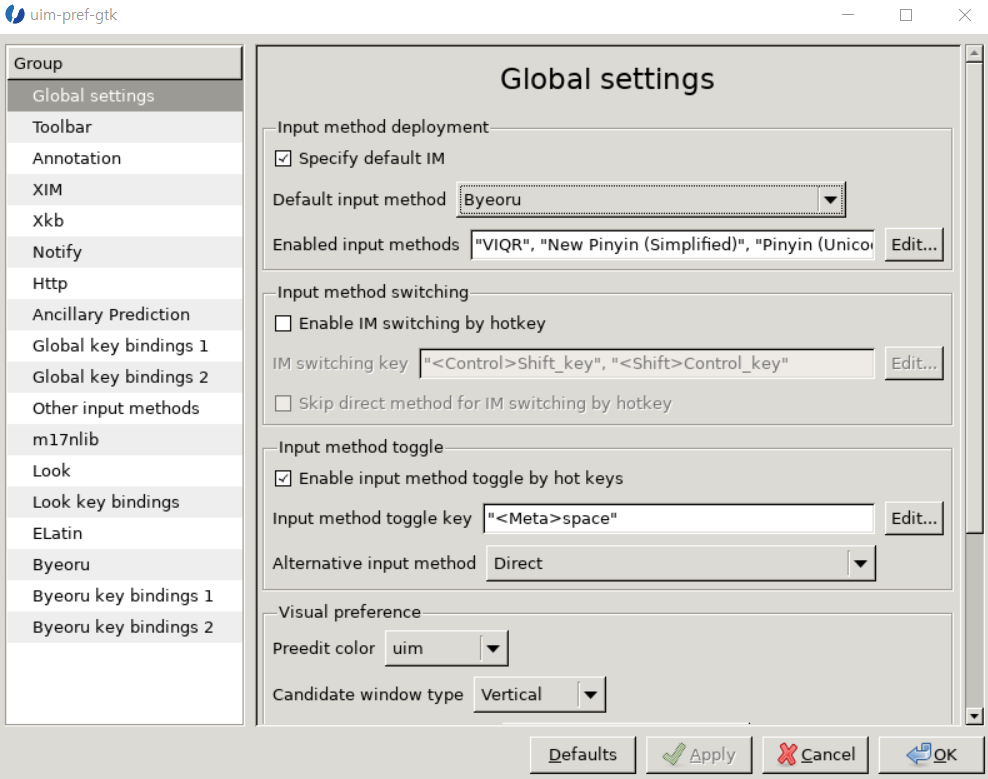 uim-pref-gtk
Group
Global settings
Toolbar
Annotation
XIM
Xkb
Notify
Http
Ancillary Prediction
Global key bindings 1
Global key bindings 2
Other input methods
m17nlib
Look
Look key bindings
ELatin
Byeoru
Byeoru key bindings 1
Byeoru key bindings 2
Global settings
Input method deployment
Specify default IM
Default input method Byeoru
Enabled input methods "VIQR", "New Pinyin (Simplified)", "Pinyin (Unico Edit...
Input method switching
Enable IM switching by hotkey
IM switching key "<Control>Shift_key", "<Shift>Control_key" Edit...
Skip direct method for IM switching by hotkey
Input method toggle
Enable input method toggle by hot keys
Input method toggle key "<Meta>space" Edit...
Alternative input method Direct
Visual preference
Preedit color uim
Candidate window type Vertical
Defaults Apply Cancel OK